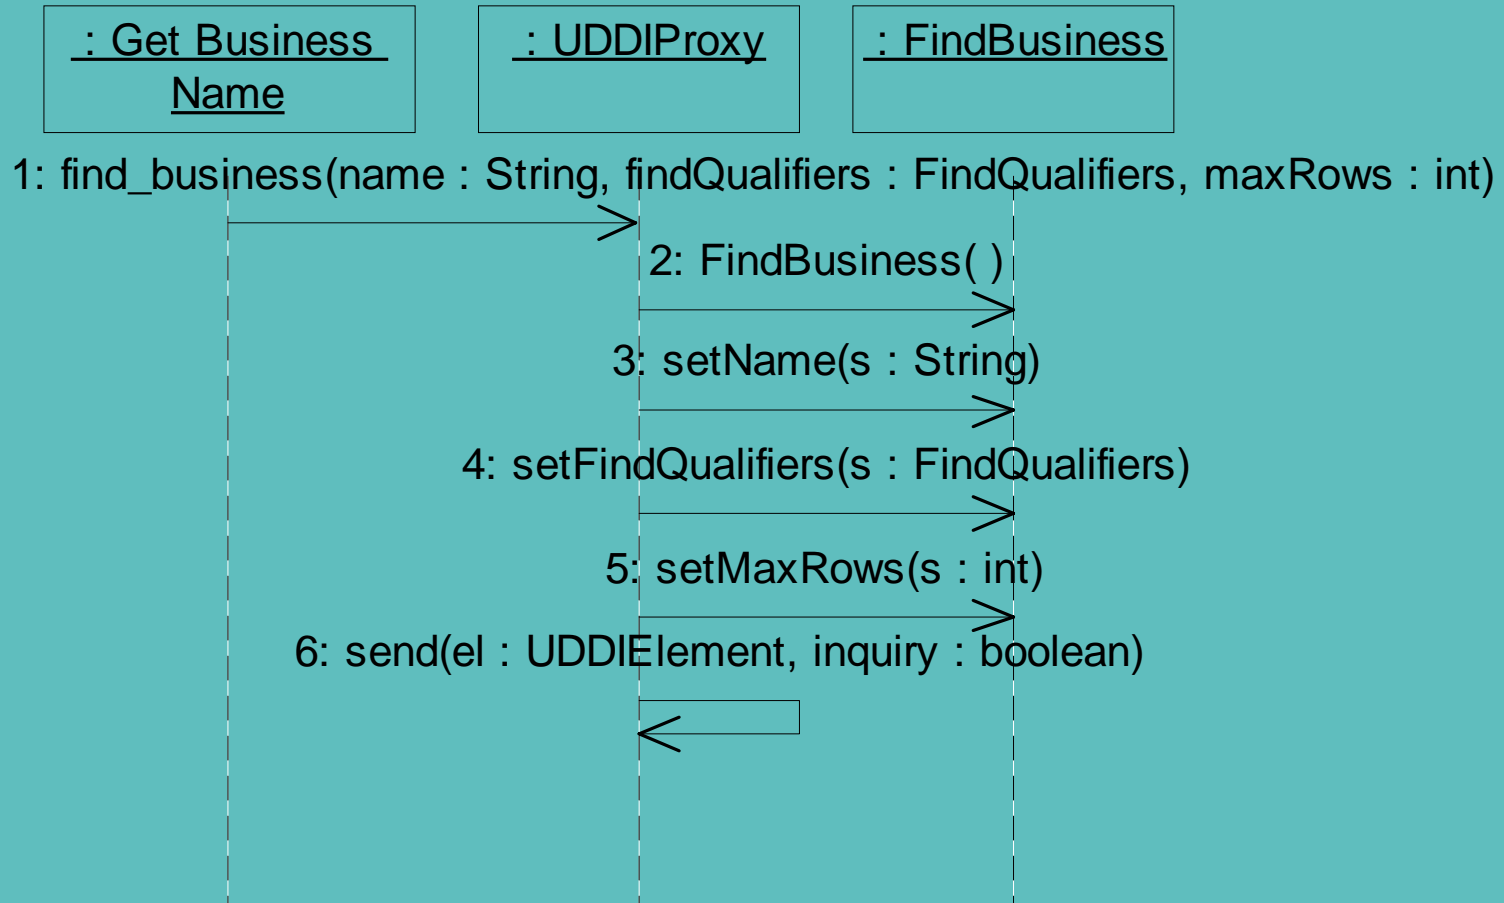 : Get Business
Name
: UDDIProxy
: FindBusiness
1: find_business(name : String, findQualifiers : FindQualifiers, maxRows : int)
2: FindBusiness( )
3: setName(s : String)
4: setFindQualifiers(s : FindQualifiers)
5: setMaxRows(s : int)
6: send(el : UDDIElement, inquiry : boolean)